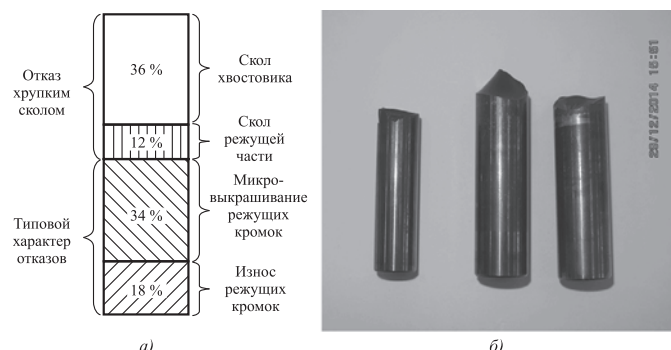 Отказ
хрупким
сколом
36 %
Скол
хвостовика
12 %
Скол
режущей
части
Типовой
характер
отказов
34 %
Микро-
выкрашивание
режущих
кромок
18 %
Износ
режущих
кромок
а)
б)
29/12/2014 15:51